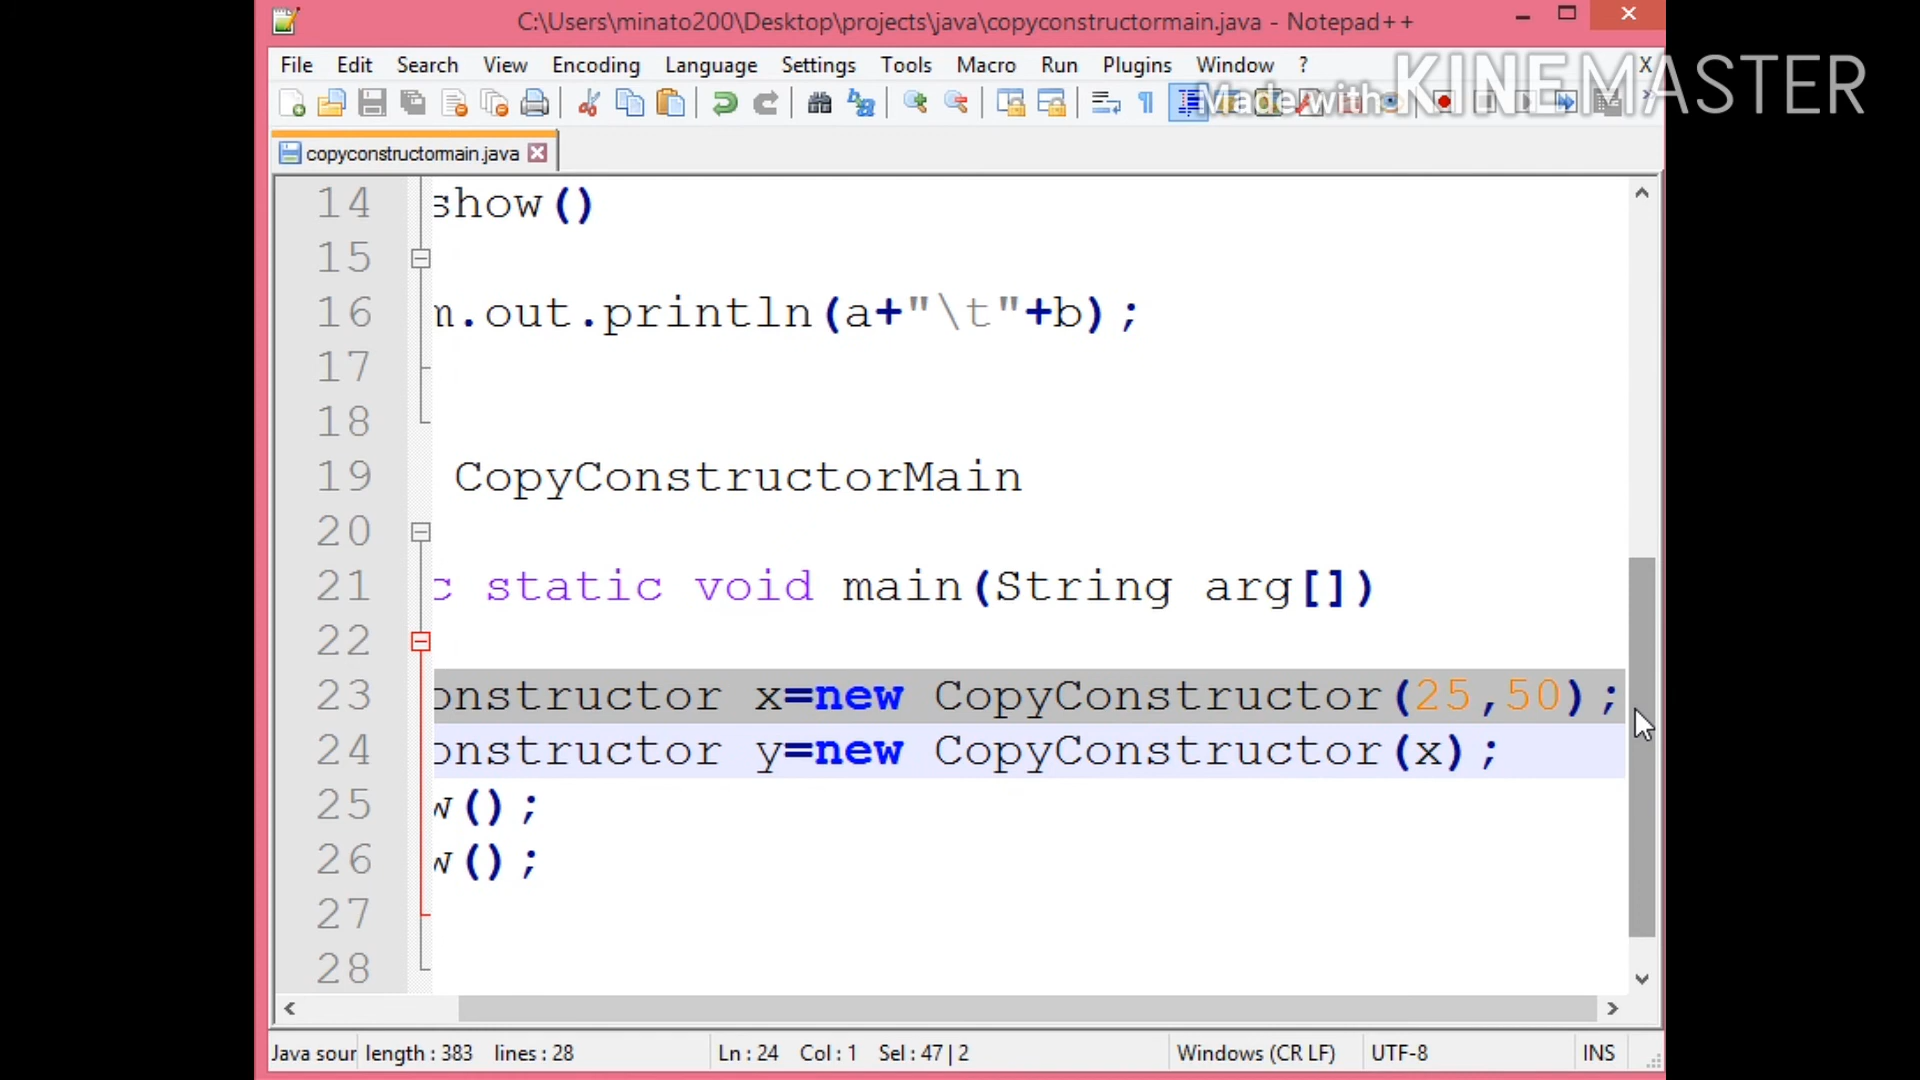 C:\Users\minato200\Desktop\projects\java\copyconstructormain.java - Notepad++
File Edit Search View Encoding Language Settings Tools Macro Run Plugins Window ? X
Made with KINEMASTER
copyconstructormain.java
14 show()
15
16 m.out.println(a+"\t"+b);
17
18
19 CopyConstructorMain
20
21 c static void main(String arg[])
22
23 onstructor x=new CopyConstructor(25,50);
24 onstructor y=new CopyConstructor(x);
25 w();
26 w();
27
28
Java sour length : 383 lines : 28 Ln : 24 Col : 1 Sel : 47 | 2 Windows (CR LF) UTF-8 INS